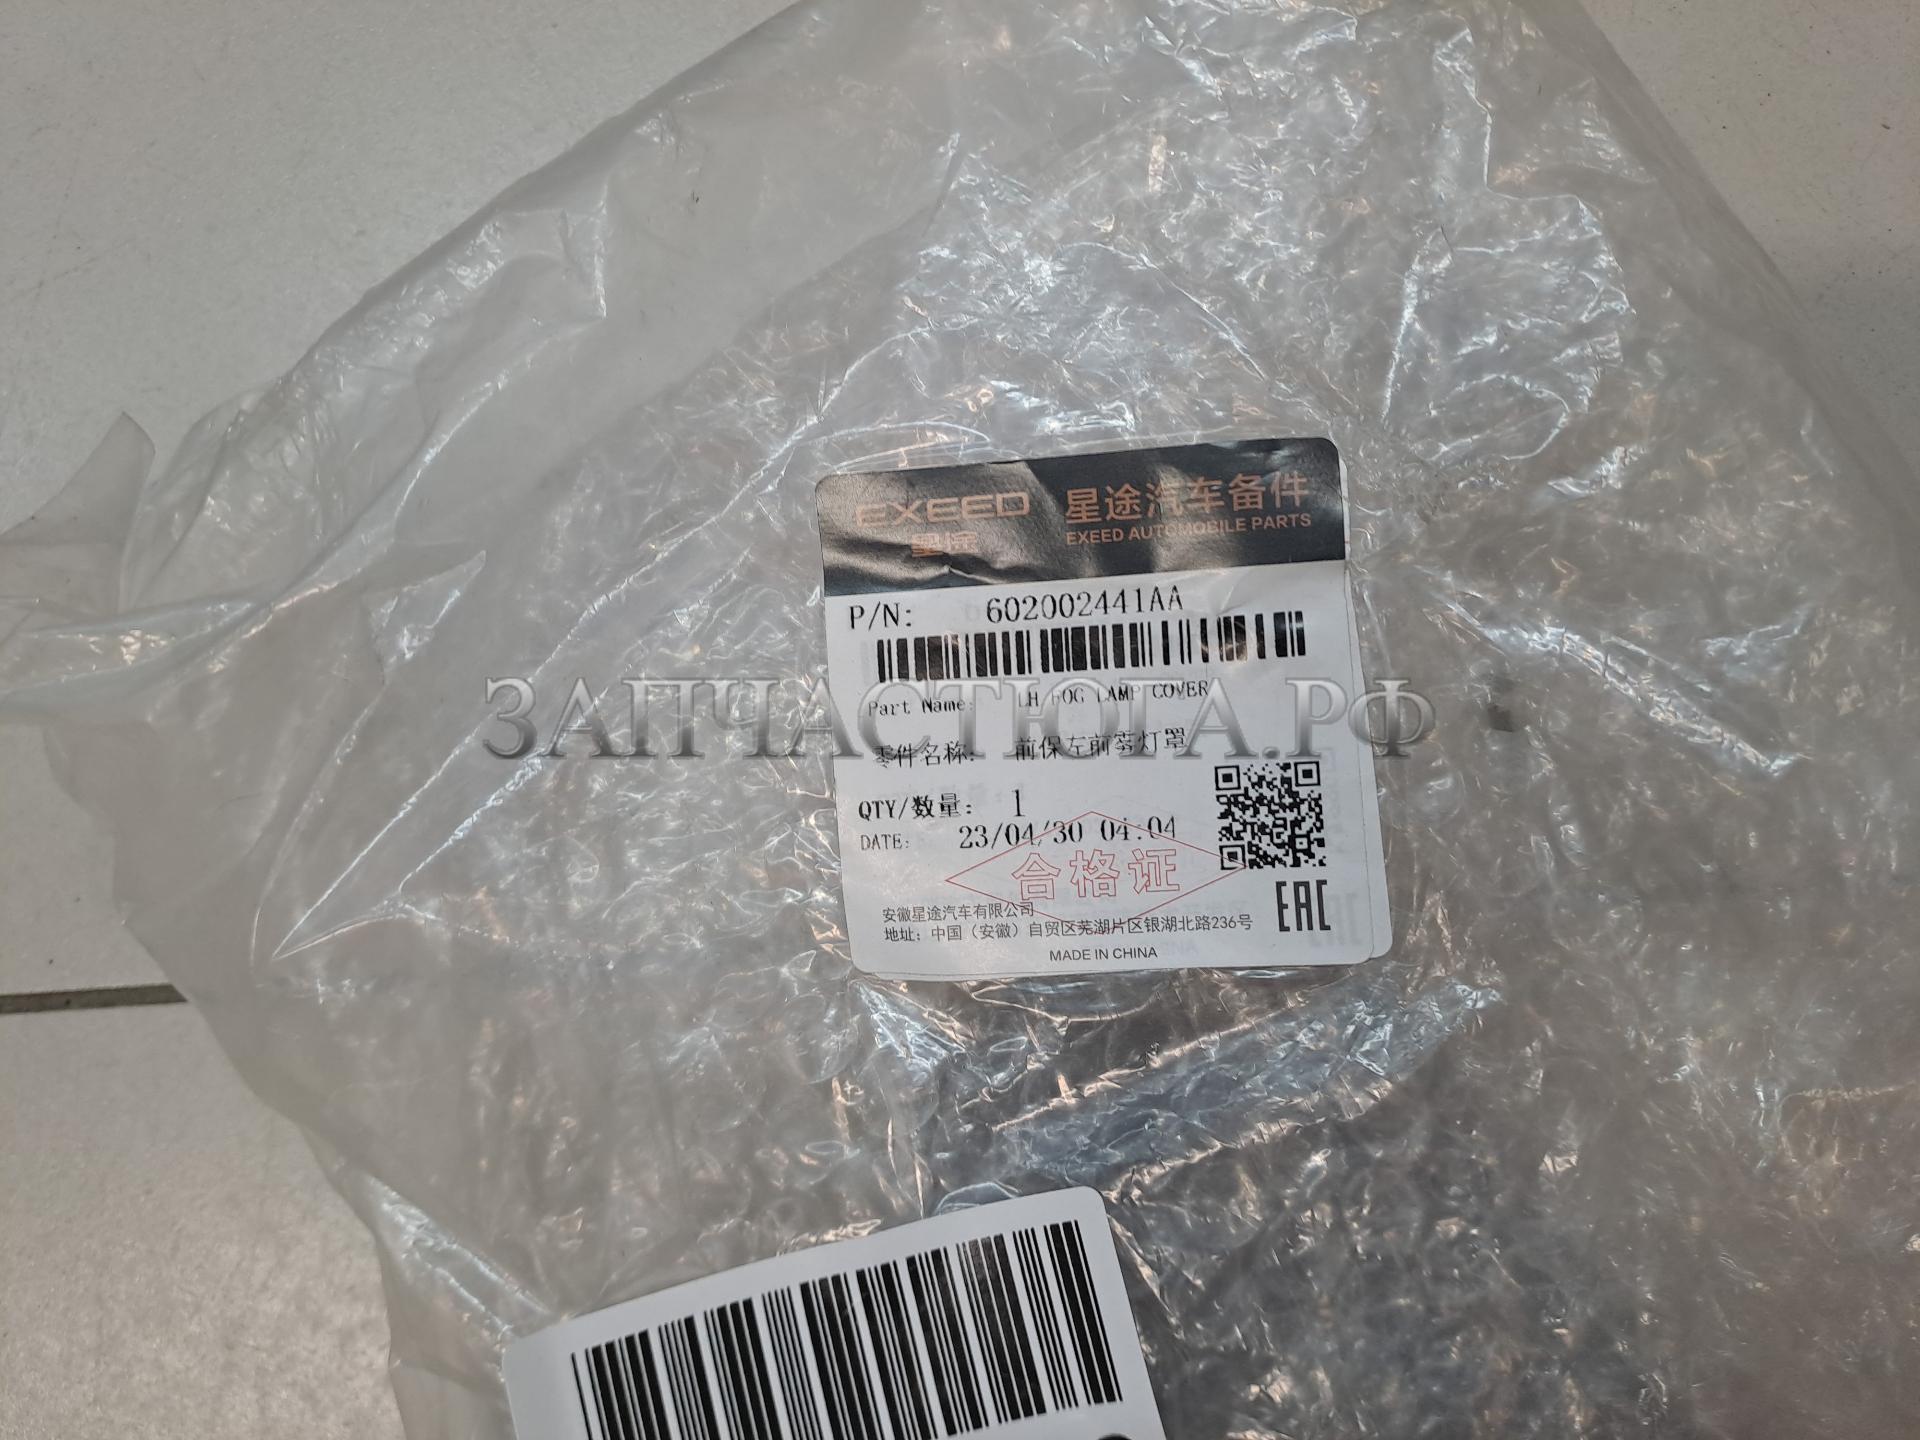 EXEED 星途汽车备件
星途 EXEED AUTOMOBILE PARTS
P/N: 602002441AA
ЗАПЧАСТЮГА.РФ
Part Name: LH FOG LAMP COVER
零件名称: 前保左前雾灯罩
QTY/数量: 1
DATE: 23/04/30 04:04
合格证
安徽星途汽车有限公司
地址：中国（安徽）自贸区芜湖片区银湖北路236号
EAC
MADE IN CHINA